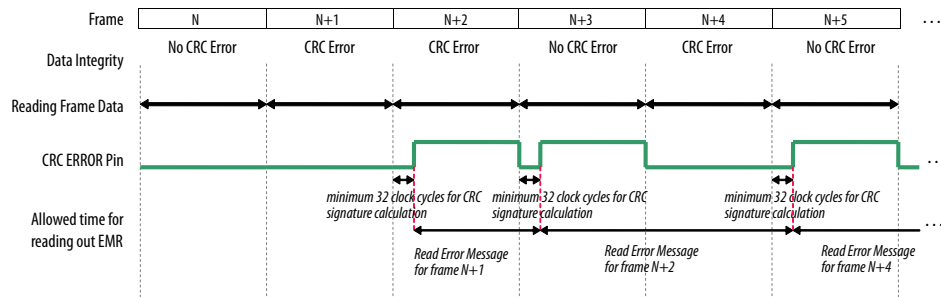 Frame N N+1 N+2 N+3 N+4 N+5 ...
Data Integrity No CRC Error CRC Error CRC Error No CRC Error CRC Error No CRC Error
Reading Frame Data
CRC ERROR Pin ..
minimum 32 clock cycles for CRC
signature calculation
minimum 32 clock cycles for CRC
signature calculation
minimum 32 clock cycles for CRC
signature calculation
Allowed time for
reading out EMR
...
Read Error Message
for frame N+1
Read Error Message
for frame N+2
Read Error Message
for frame N+4